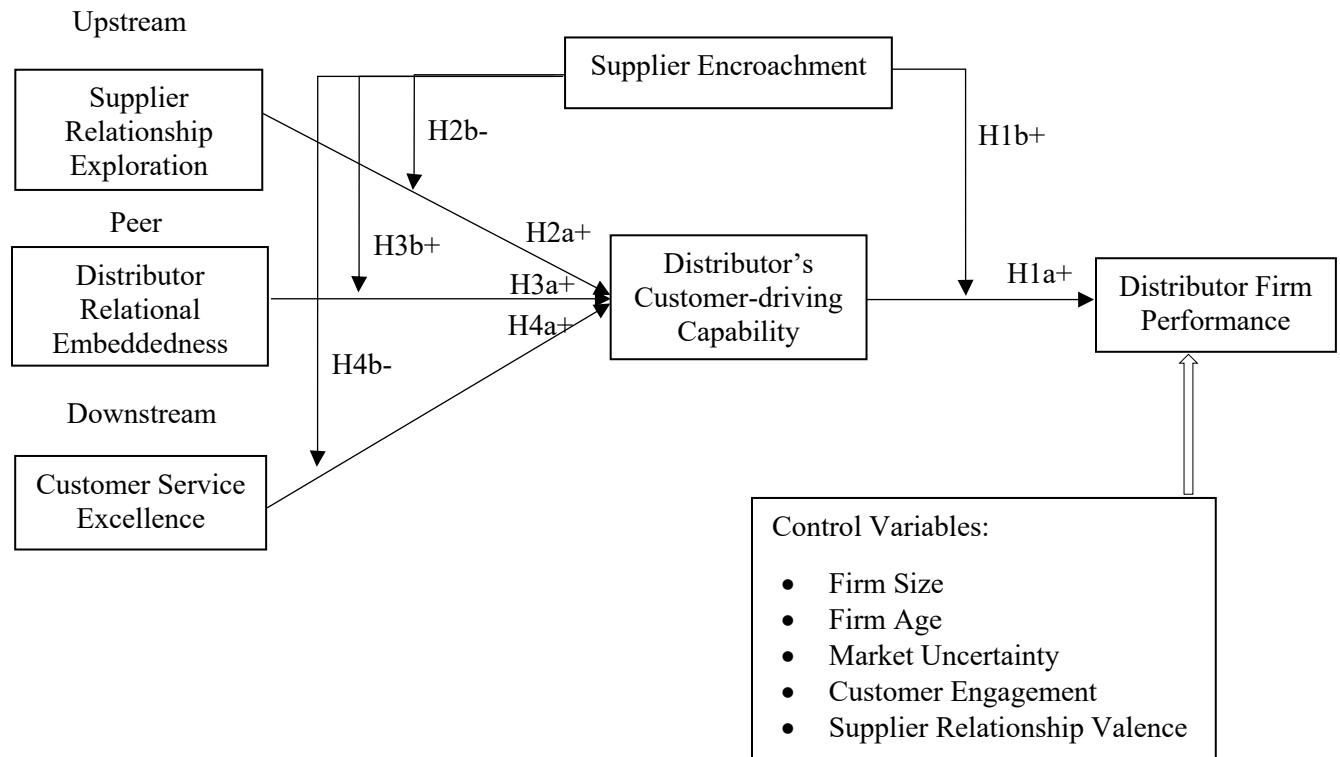 Upstream
Supplier
Relationship
Exploration
Supplier Encroachment
H2b-
H1b+
Peer
H3b+
H2a+
Distributor
Relational
Embeddedness
H3a+
H4a+
H4b-
Distributor’s
Customer-driving
Capability
H1a+
Distributor Firm
Performance
Downstream
Customer Service
Excellence
Control Variables:
• Firm Size
• Firm Age
• Market Uncertainty
• Customer Engagement
• Supplier Relationship Valence